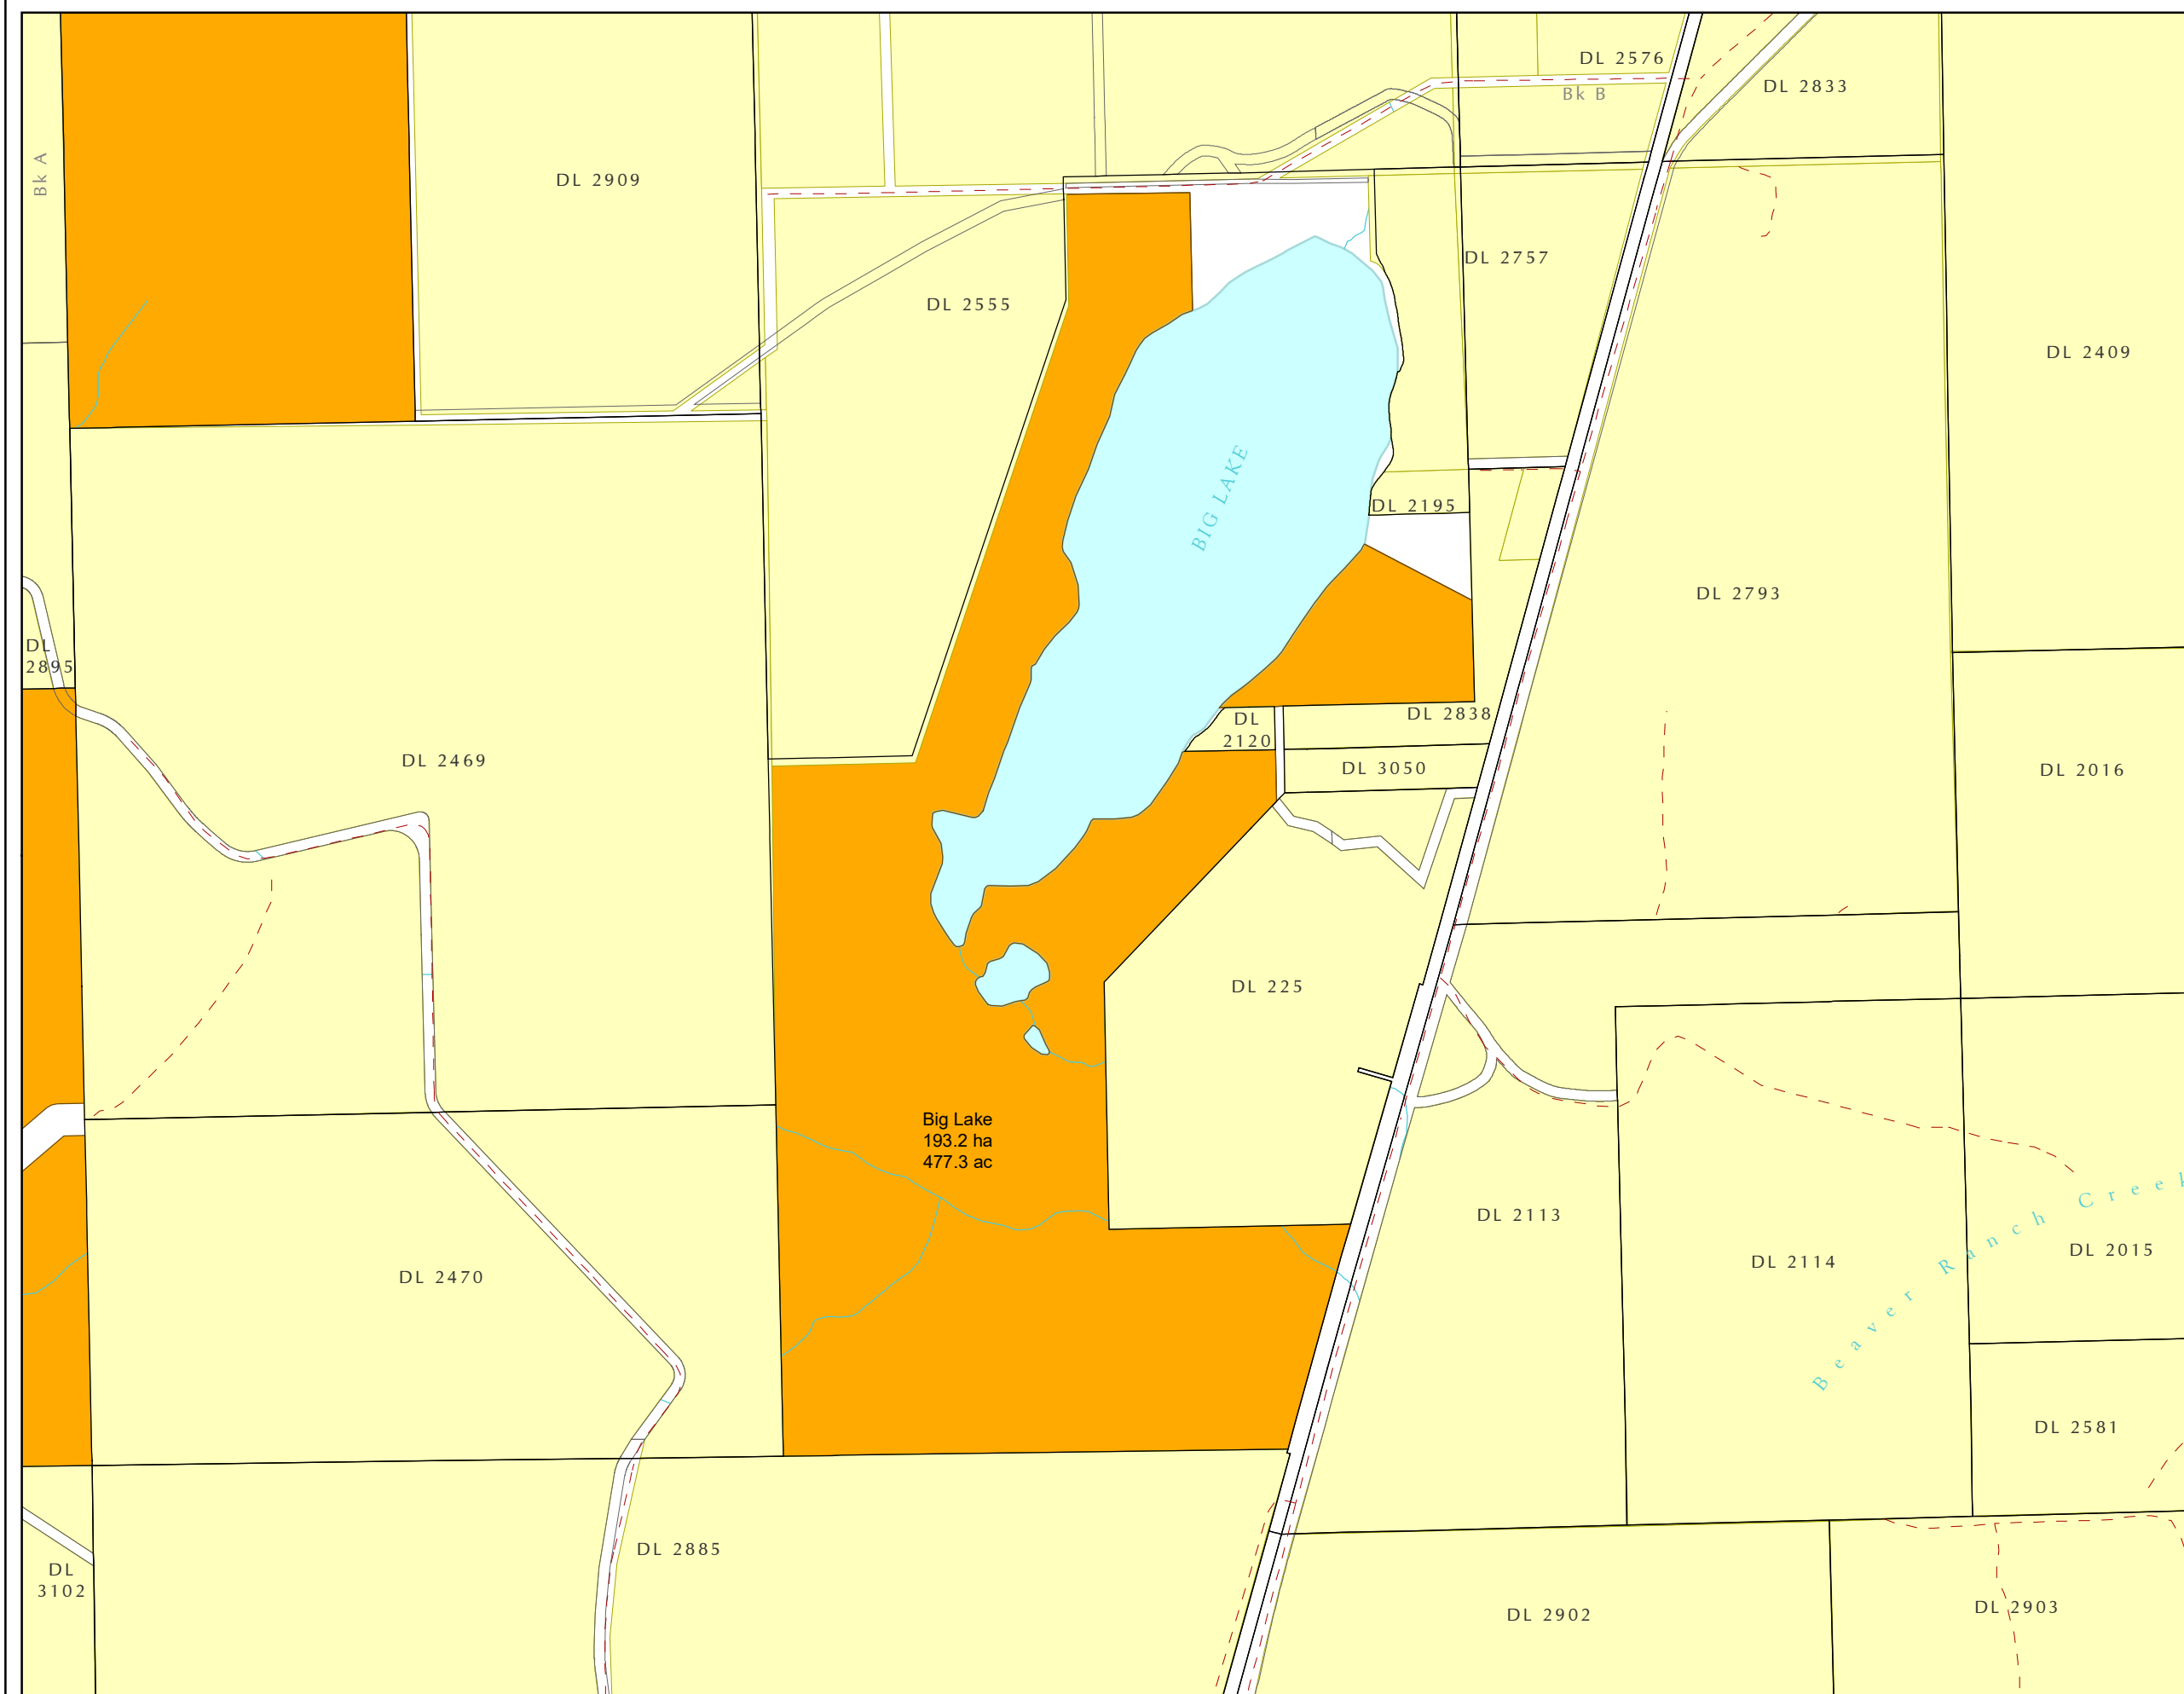 DL 2576
DL 2833
Bk B
Bk A
DL 2909
DL 2757
DL 2555
DL 2409
BIG LAKE
DL 2195
DL 2793
DL
2895
DL 2838
DL
2120
DL 2469
DL 3050
DL 2016
DL 225
Big Lake
193.2 ha
477.3 ac
DL 2113
Beaver Ranch Creek
DL 2015
DL 2114
DL 2470
DL 2581
DL 2885
DL
3102
DL 2902
DL 2903